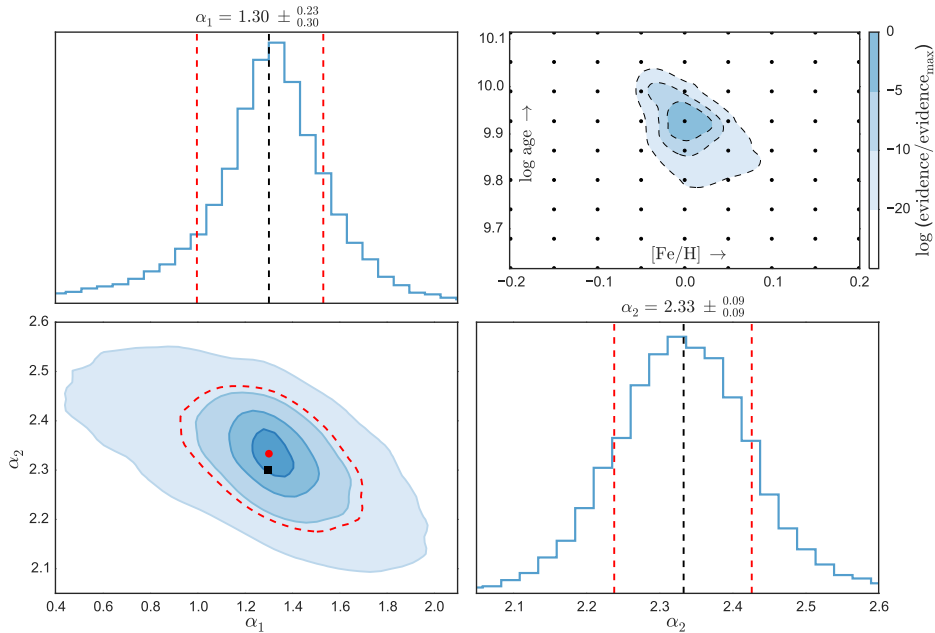 α₁ = 1.30 ± 0.23 0.30
10.1
10.0
9.9
9.8
9.7
log age →
[Fe/H] →
−0.2 −0.1 0.0 0.1 0.2
0
−5
−10
−20
log (evidence/evidence_max)
α₂ = 2.33 ± 0.09 0.09
2.6
2.5
2.4
2.3
2.2
2.1
α₂
0.4 0.6 0.8 1.0 1.2 1.4 1.6 1.8 2.0
α₁
2.1 2.2 2.3 2.4 2.5 2.6
α₂